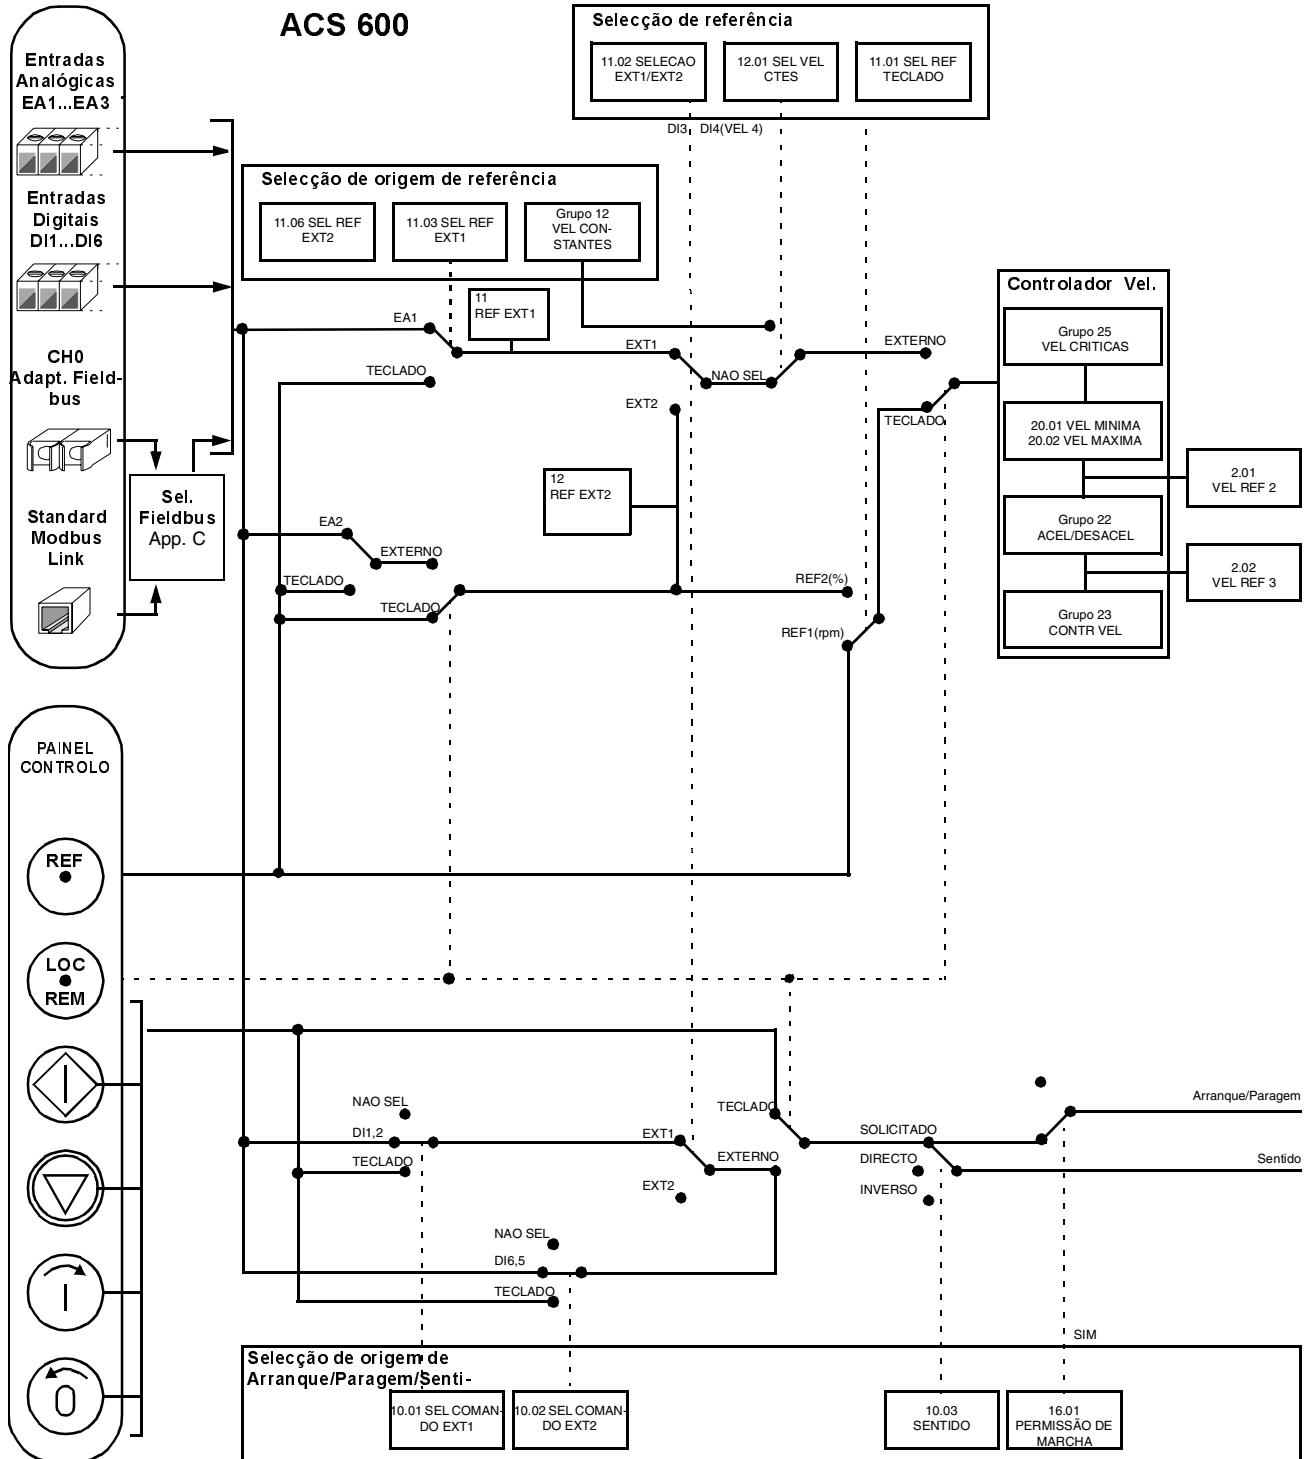 ACS 600
Selecção de referência
11.02 SELECAO
EXT1/EXT2
12.01 SEL VEL
CTES
11.01 SEL REF
TECLADO
DI3
DI4(VEL 4)
Entradas
Analógicas
EA1...EA3
Entradas
Digitais
DI1...DI6
CH0
Adapt. Field-
bus
Standard
Modbus
Link
Sel.
Fieldbus
App. C
Selecção de origem de referência
11.06 SEL REF
EXT2
11.03 SEL REF
EXT1
Grupo 12
VEL CON-
STANTES
11
REF EXT1
EA1
TECLADO
EXT1
NAO SEL
EXT2
EXTERNO
TECLADO
12
REF EXT2
EA2
EXTERNO
TECLADO
TECLADO
REF2(%)
REF1(rpm)
Controlador Vel.
Grupo 25
VEL CRITICAS
20.01 VEL MINIMA
20.02 VEL MAXIMA
Grupo 22
ACEL/DESACEL
Grupo 23
CONTR VEL
2.01
VEL REF 2
2.02
VEL REF 3
PAINEL
CONTROLO
REF
LOC
REM
NAO SEL
DI1,2
TECLADO
EXT1
EXT2
TECLADO
EXTERNO
NAO SEL
DI6,5
TECLADO
SOLICITADO
DIRECTO
INVERSO
Arranque/Paragem
Sentido
SIM
Selecção de origem de
Arranque/Paragem/Senti-
10.01 SEL COMAN-
DO EXT1
10.02 SEL COMAN-
DO EXT2
10.03
SENTIDO
16.01
PERMISSÃO DE
MARCHA